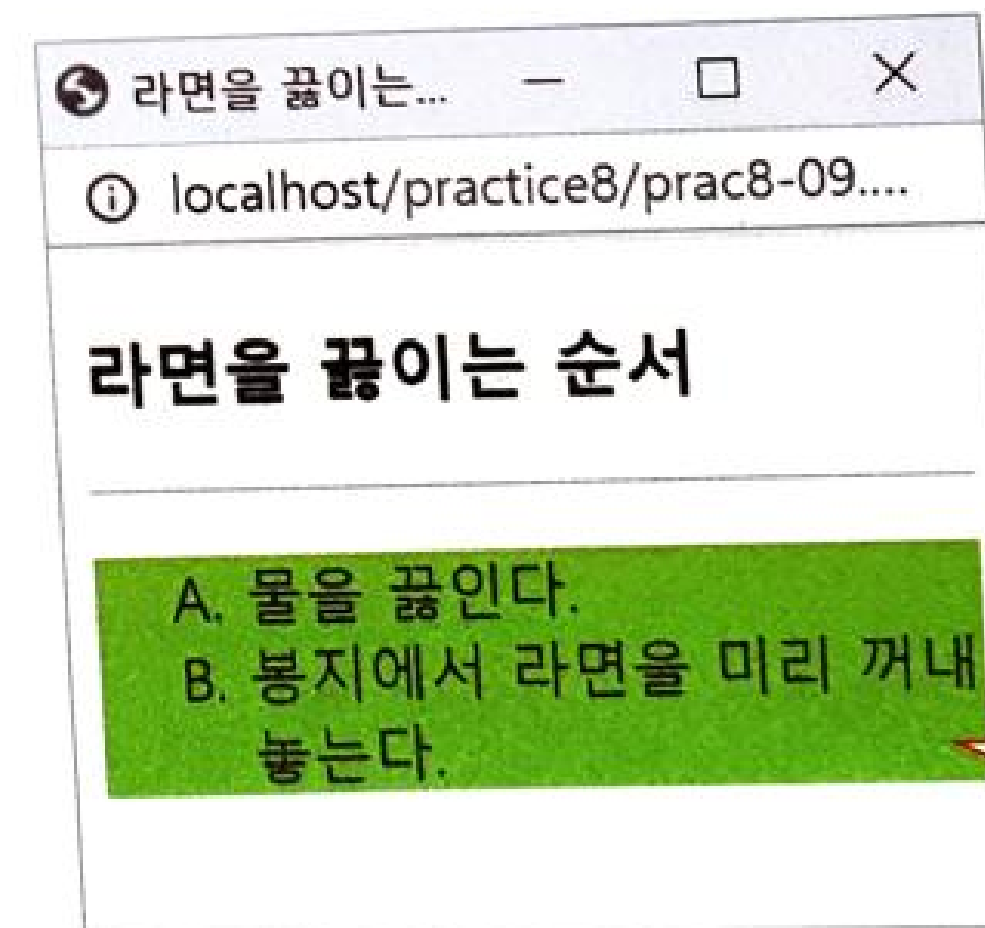 라면을 끓이는...
localhost/practice8/prac8-09....
라면을 끓이는 순서
A. 물을 끓인다.
B. 봉지에서 라면을 미리 꺼내
놓는다.